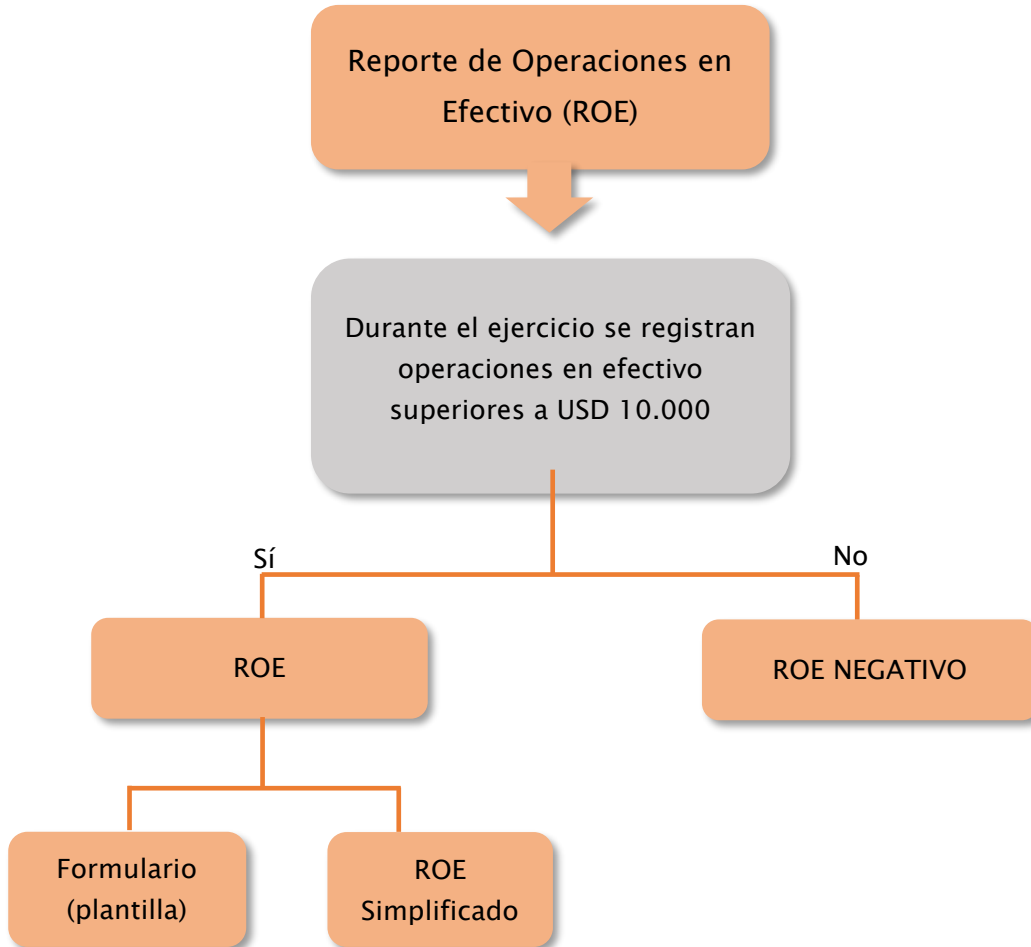 Reporte de Operaciones en
Efectivo (ROE)
Durante el ejercicio se registran
operaciones en efectivo
superiores a USD 10.000
Sí
No
ROE
ROE NEGATIVO
Formulario
(plantilla)
ROE
Simplificado